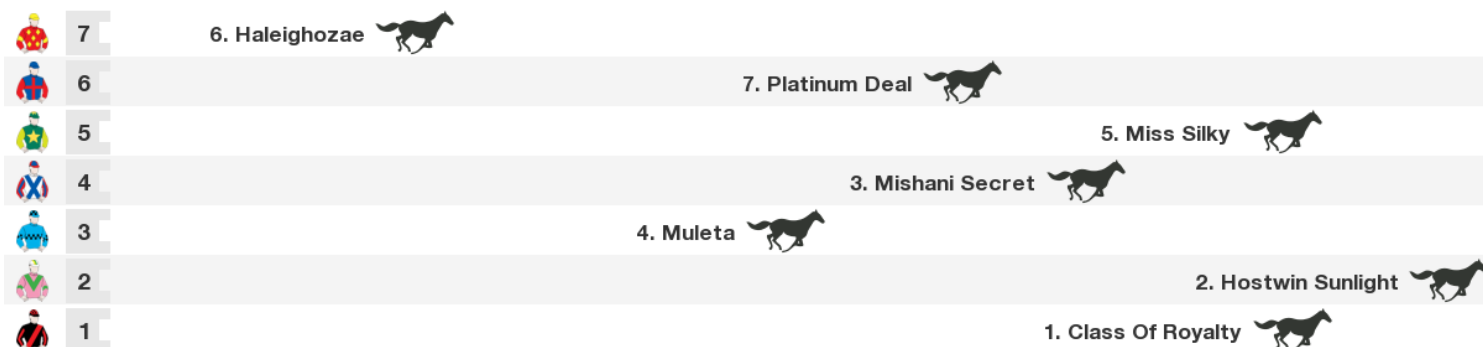 7 6. Haleighozae
6 7. Platinum Deal
5 5. Miss Silky
4 3. Mishani Secret
3 4. Muleta
2 2. Hostwin Sunlight
1 1. Class Of Royalty